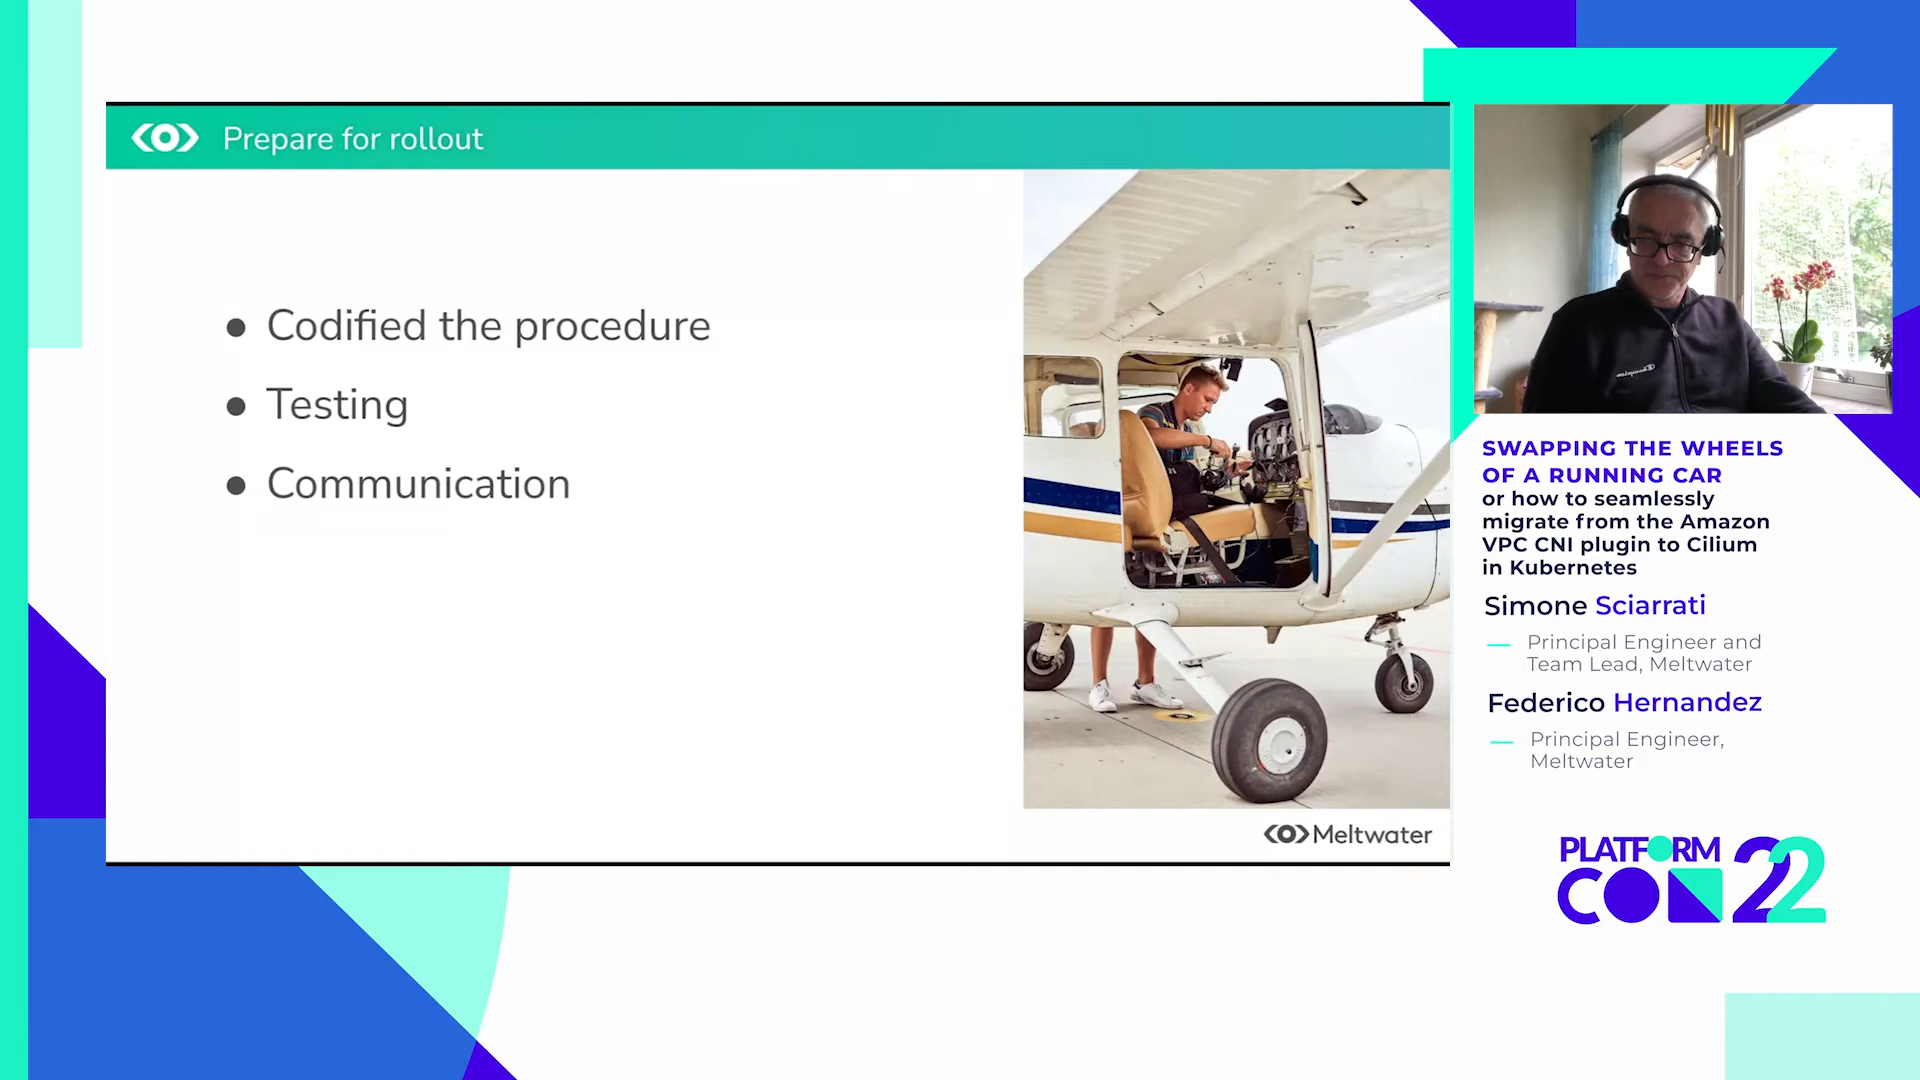 Prepare for rollout
● Codified the procedure
● Testing
● Communication
Meltwater
SWAPPING THE WHEELS
OF A RUNNING CAR
or how to seamlessly
migrate from the Amazon
VPC CNI plugin to Cilium
in Kubernetes
Simone Sciarrati
Principal Engineer and
Team Lead, Meltwater
Federico Hernandez
Principal Engineer,
Meltwater
PLATFORM
CON 22